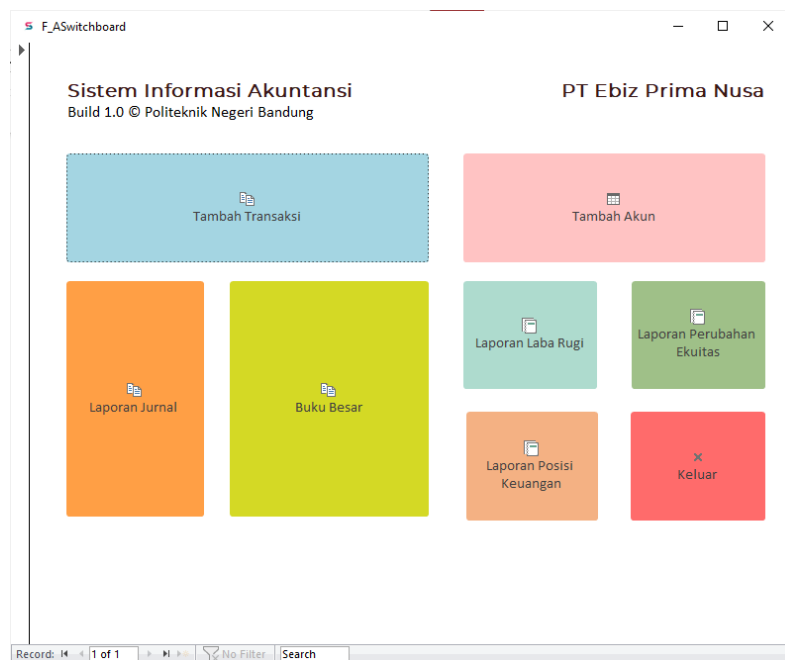 F_ASwitchboard
Sistem Informasi Akuntansi
PT Ebiz Prima Nusa
Build 1.0 © Politeknik Negeri Bandung
Tambah Transaksi
Tambah Akun
Laporan Jurnal
Buku Besar
Laporan Laba Rugi
Laporan Perubahan
Ekuitas
Laporan Posisi
Keuangan
Keluar
Record: 1 of 1 No Filter Search